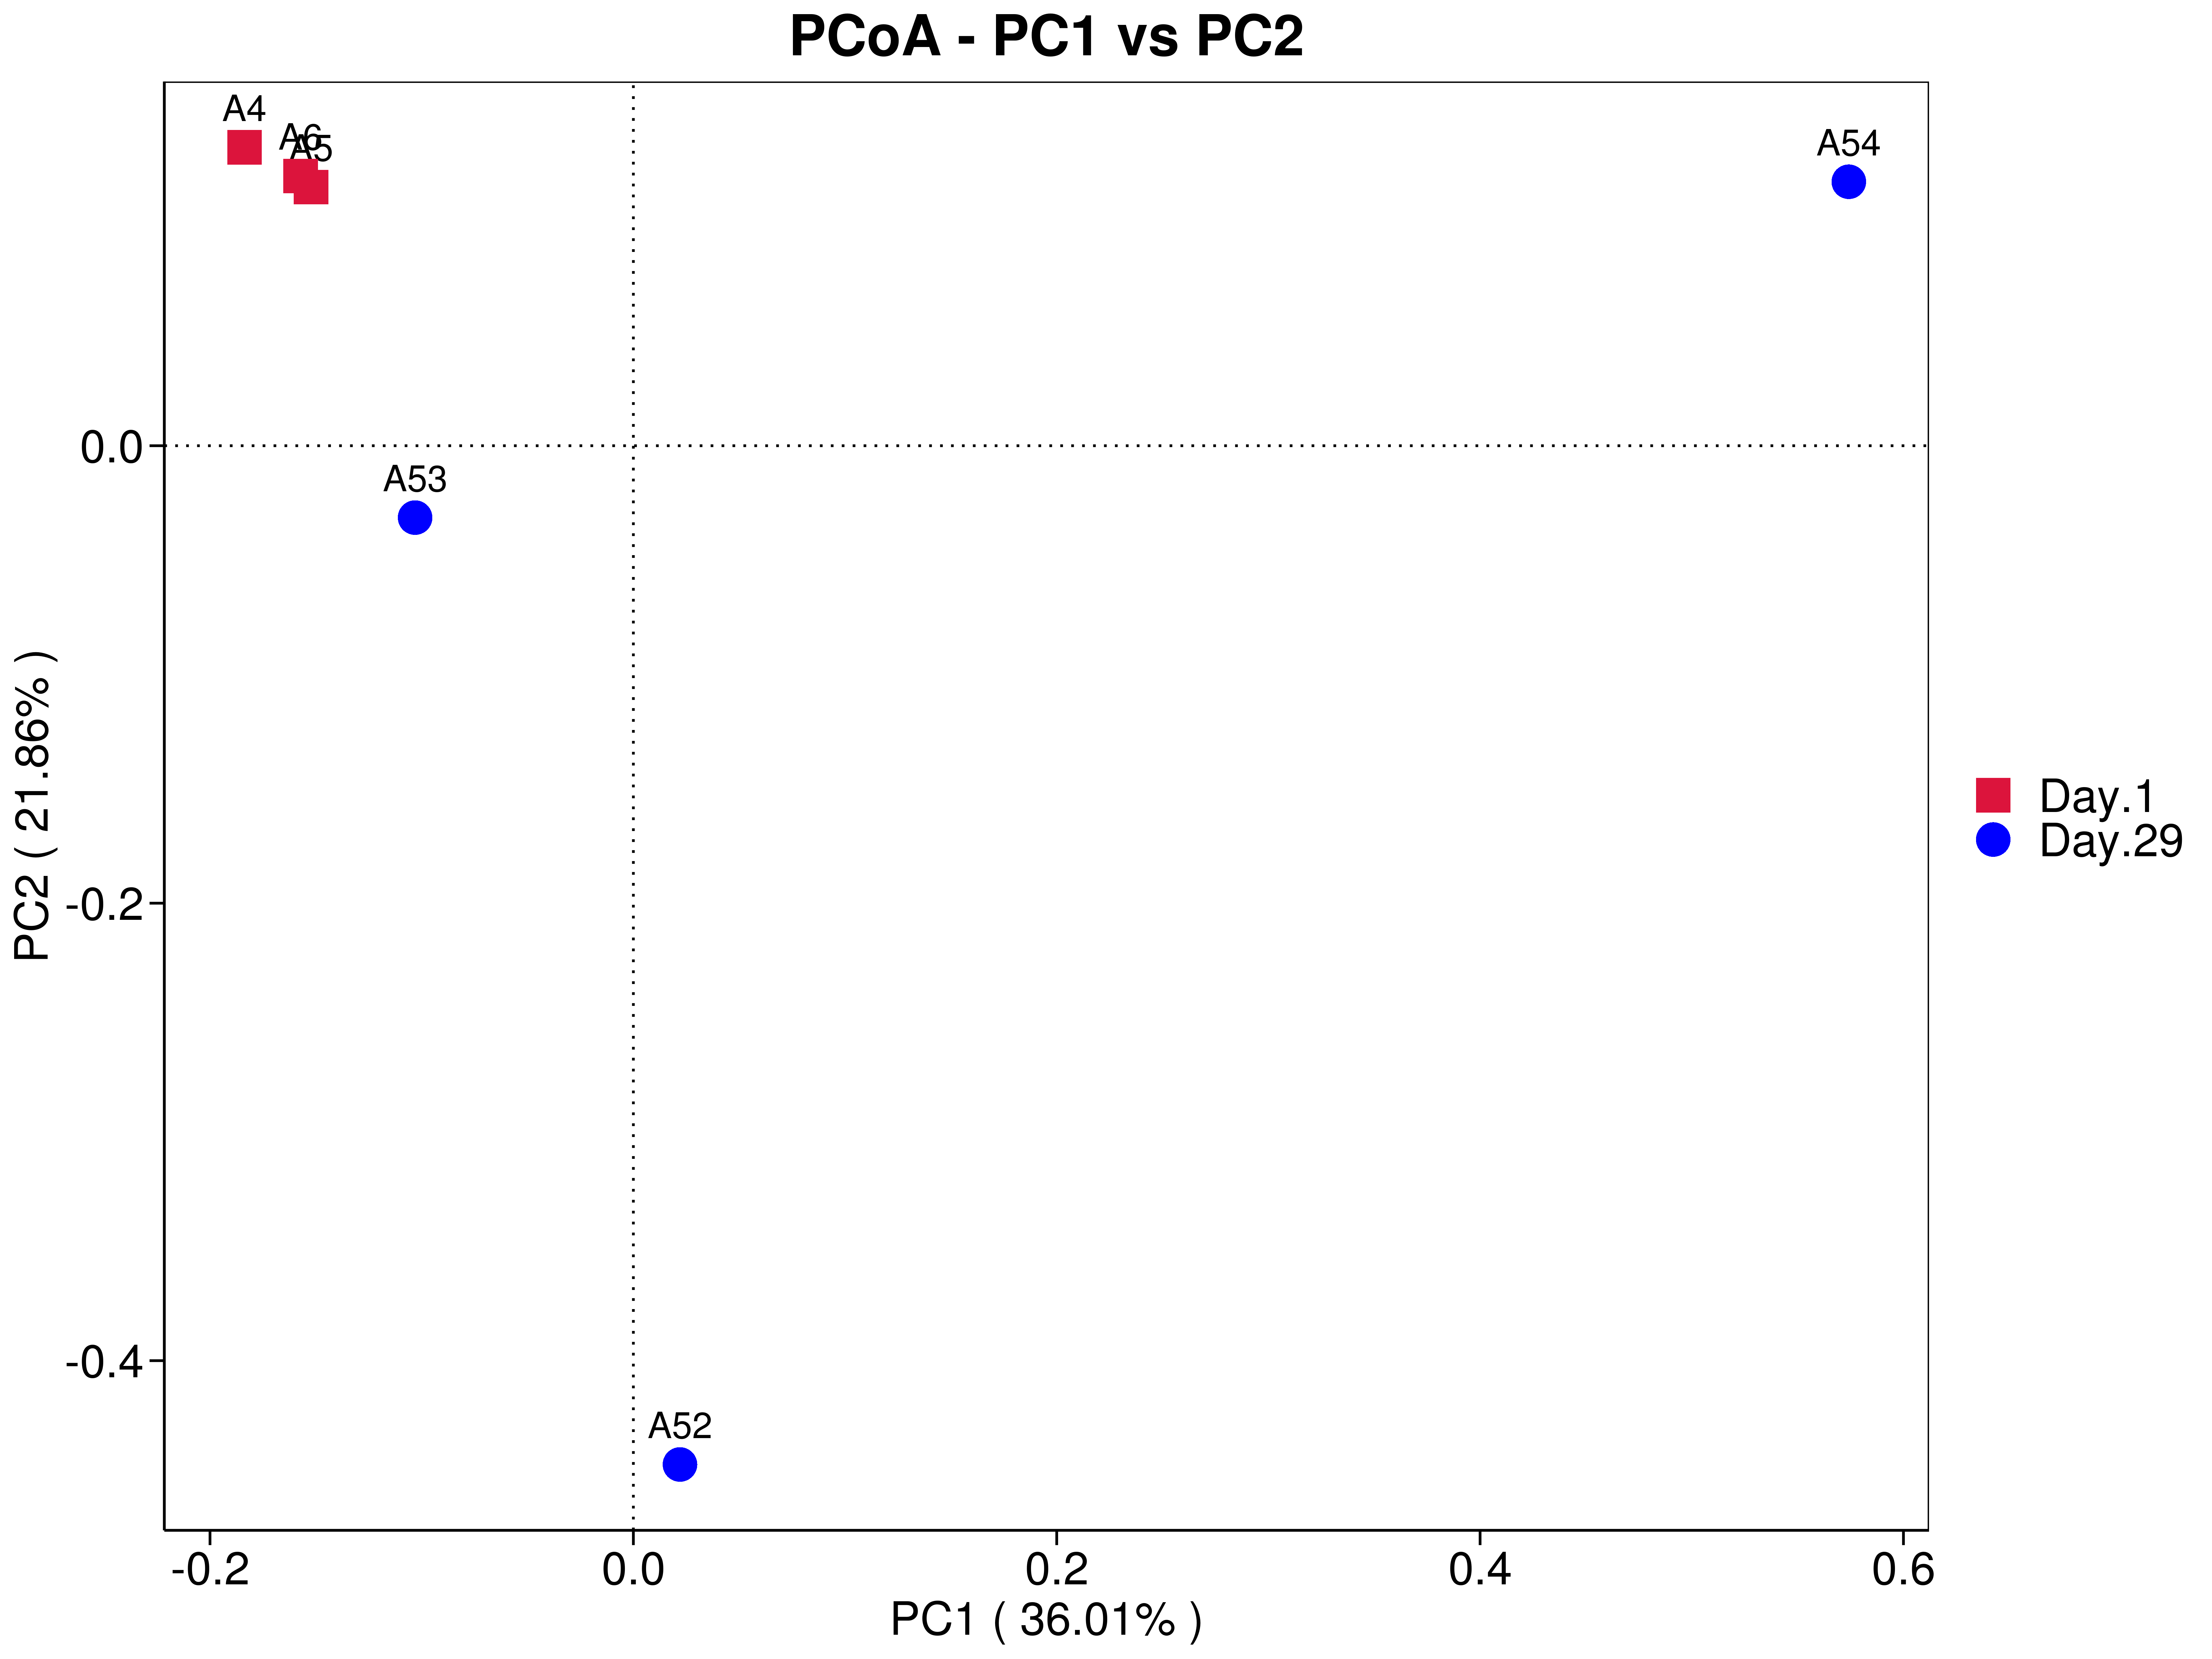 PCoA - PC1 vs PC2
A4
A6
A5
A54
0.0
A53
PC2 ( 21.86% )
Day.1
Day.29
-0.2
-0.4
A52
-0.2
0.0
0.2
0.4
0.6
PC1 ( 36.01% )